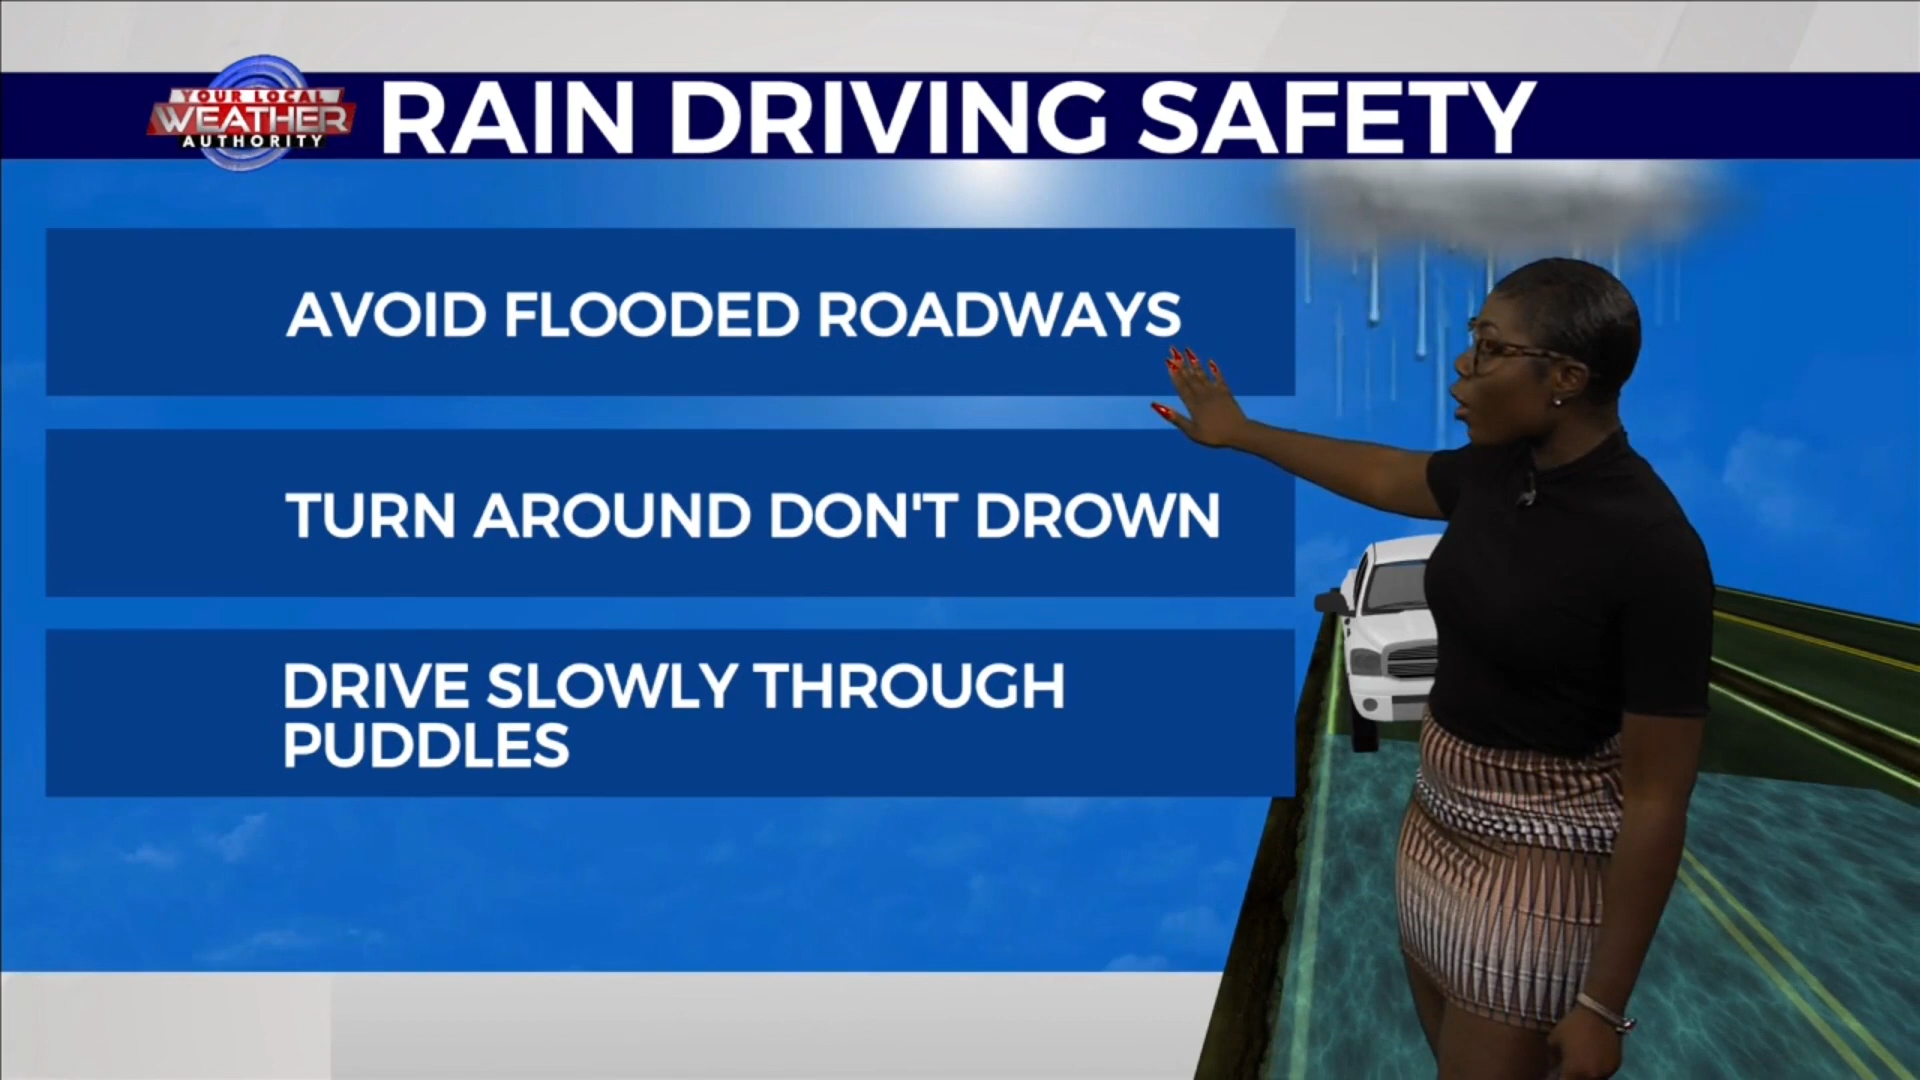 YOUR LOCAL
WEATHER
AUTHORITY
RAIN DRIVING SAFETY
AVOID FLOODED ROADWAYS
TURN AROUND DON'T DROWN
DRIVE SLOWLY THROUGH
PUDDLES